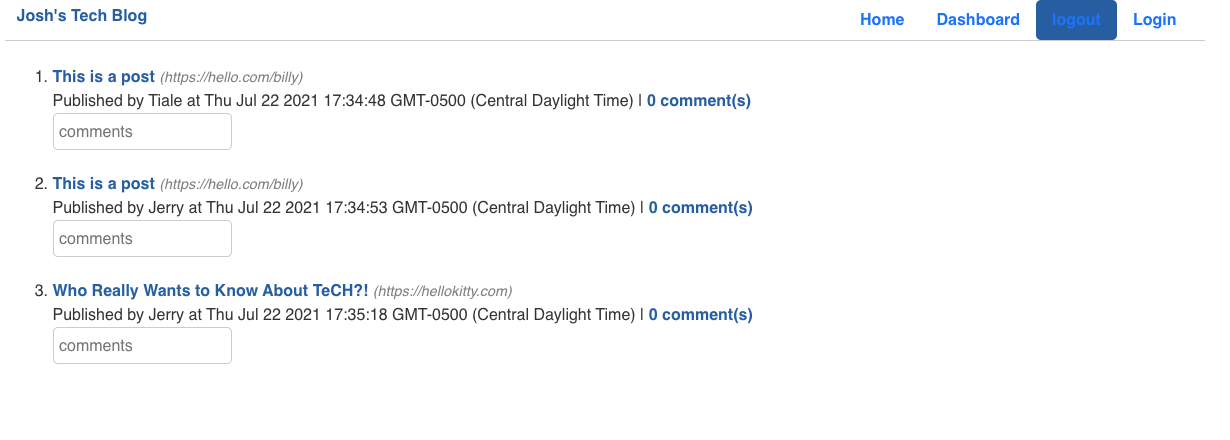 Josh's Tech Blog
Home Dashboard logout Login
1. This is a post (https://hello.com/billy)
Published by Tiale at Thu Jul 22 2021 17:34:48 GMT-0500 (Central Daylight Time) | 0 comment(s)
comments
2. This is a post (https://hello.com/billy)
Published by Jerry at Thu Jul 22 2021 17:34:53 GMT-0500 (Central Daylight Time) | 0 comment(s)
comments
3. Who Really Wants to Know About TeCH?! (https://hellokitty.com)
Published by Jerry at Thu Jul 22 2021 17:35:18 GMT-0500 (Central Daylight Time) | 0 comment(s)
comments